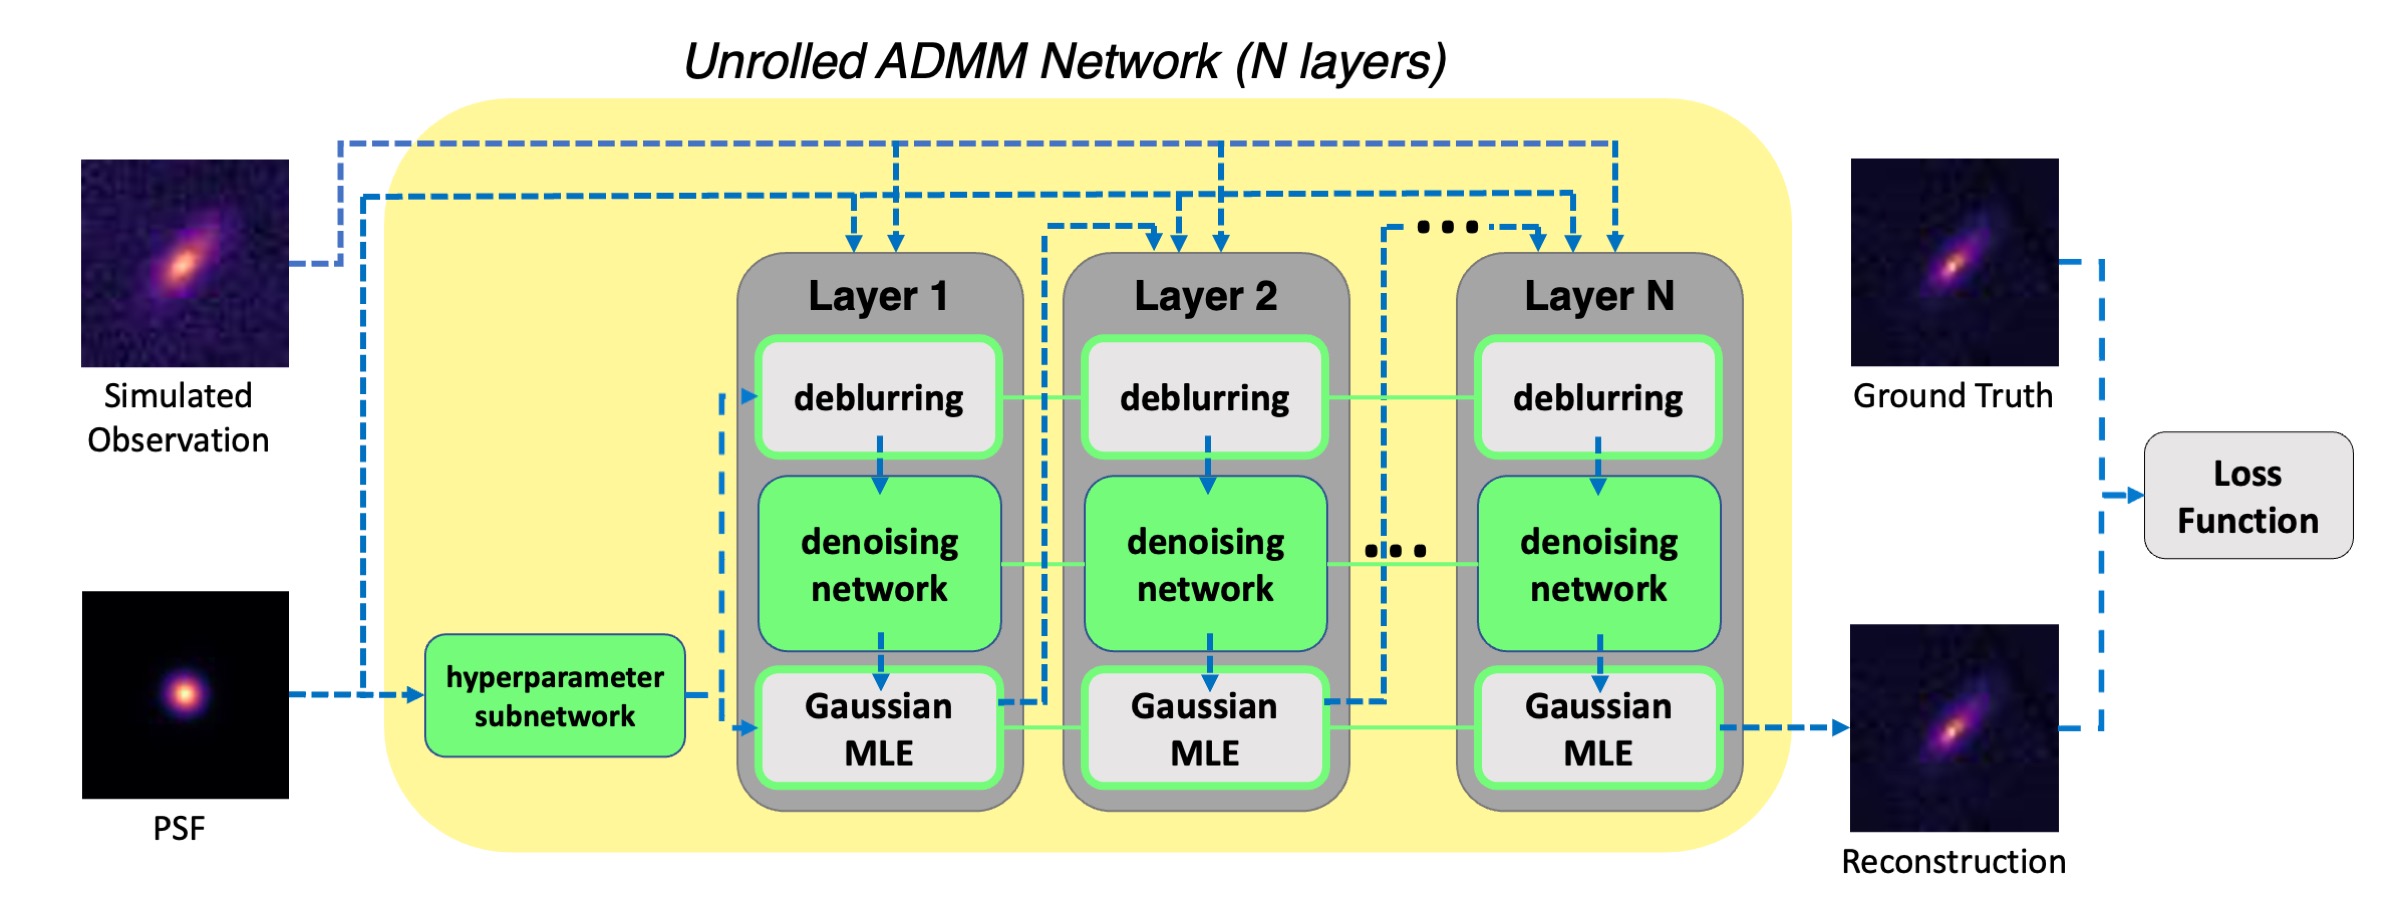 Unrolled ADMM Network (N layers)
Simulated
Observation
PSF
hyperparameter
subnetwork
Layer 1
deblurring
denoising
network
Gaussian
MLE
Layer 2
deblurring
denoising
network
Gaussian
MLE
Layer N
deblurring
denoising
network
Gaussian
MLE
Ground Truth
Reconstruction
Loss
Function